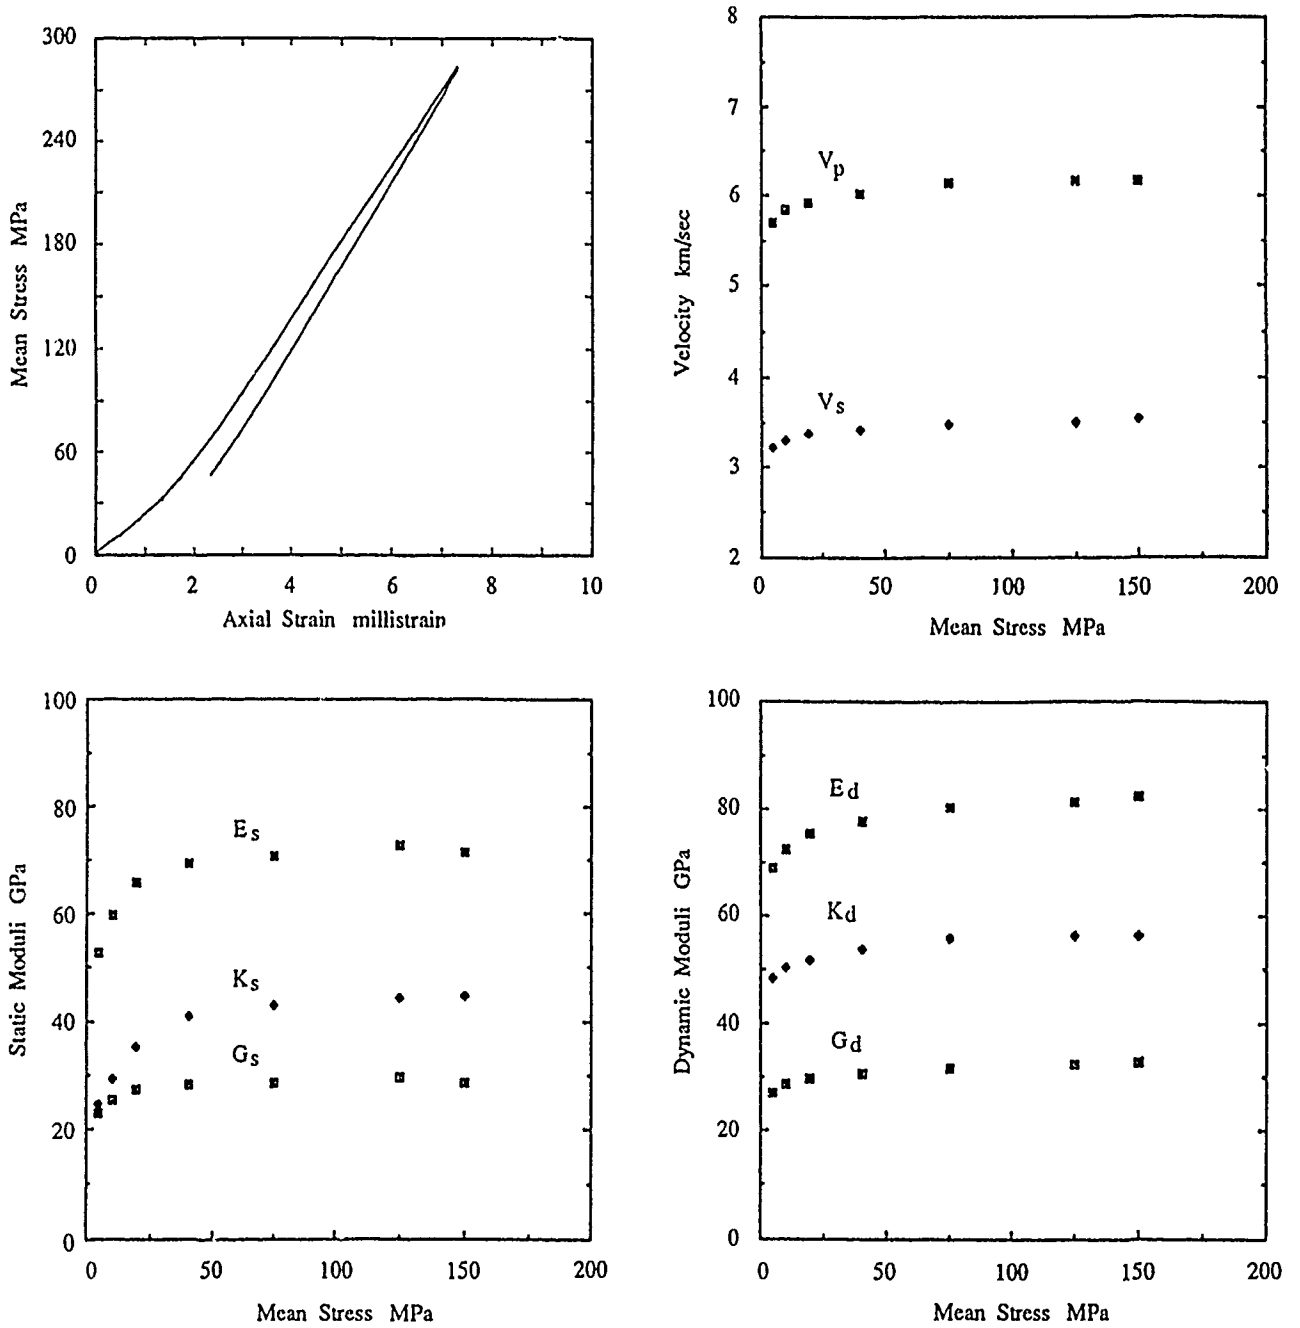 300
240
180
120
60
0
Mean Stress MPa
0 2 4 6 8 10
Axial Strain millistrain
8
7
6
5
4
3
2
Velocity km/sec
Vp
Vs
0 50 100 150 200
Mean Stress MPa
100
80
60
40
20
0
Static Moduli GPa
Es
Ks
Gs
0 50 100 150 200
Mean Stress MPa
100
80
60
40
20
0
Dynamic Moduli GPa
Ed
Kd
Gd
0 50 100 150 200
Mean Stress MPa